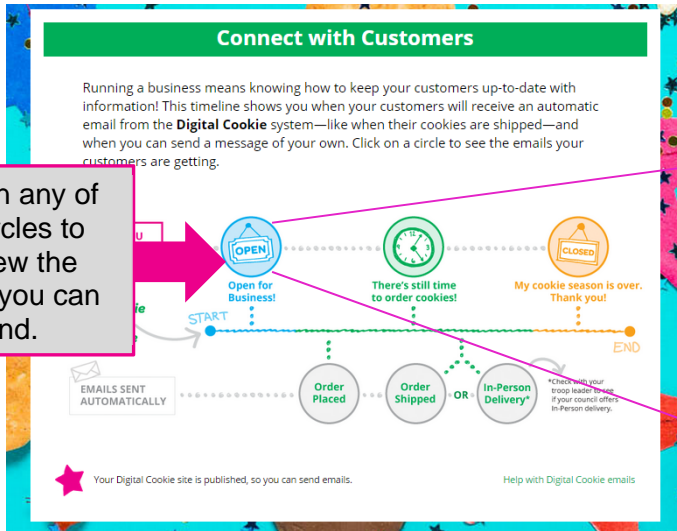 Connect with Customers
Running a business means knowing how to keep your customers up-to-date with
information! This timeline shows you when your customers will receive an automatic
email from the Digital Cookie system—like when their cookies are shipped—and
when you can send a message of your own. Click on a circle to see the emails your
customers are getting.
n any of
cles to
ew the
you can
nd.
U
OPEN
CLOSED
Open for
Business!
There's still time
to order cookies!
My cookie season is over.
Thank you!
ie
START
END
EMAILS SENT
AUTOMATICALLY
Order
Placed
Order
Shipped
OR
In-Person
Delivery*
*Check with your
troop leader to see
if your council offers
In-Person delivery.
Your Digital Cookie site is published, so you can send emails.
Help with Digital Cookie emails